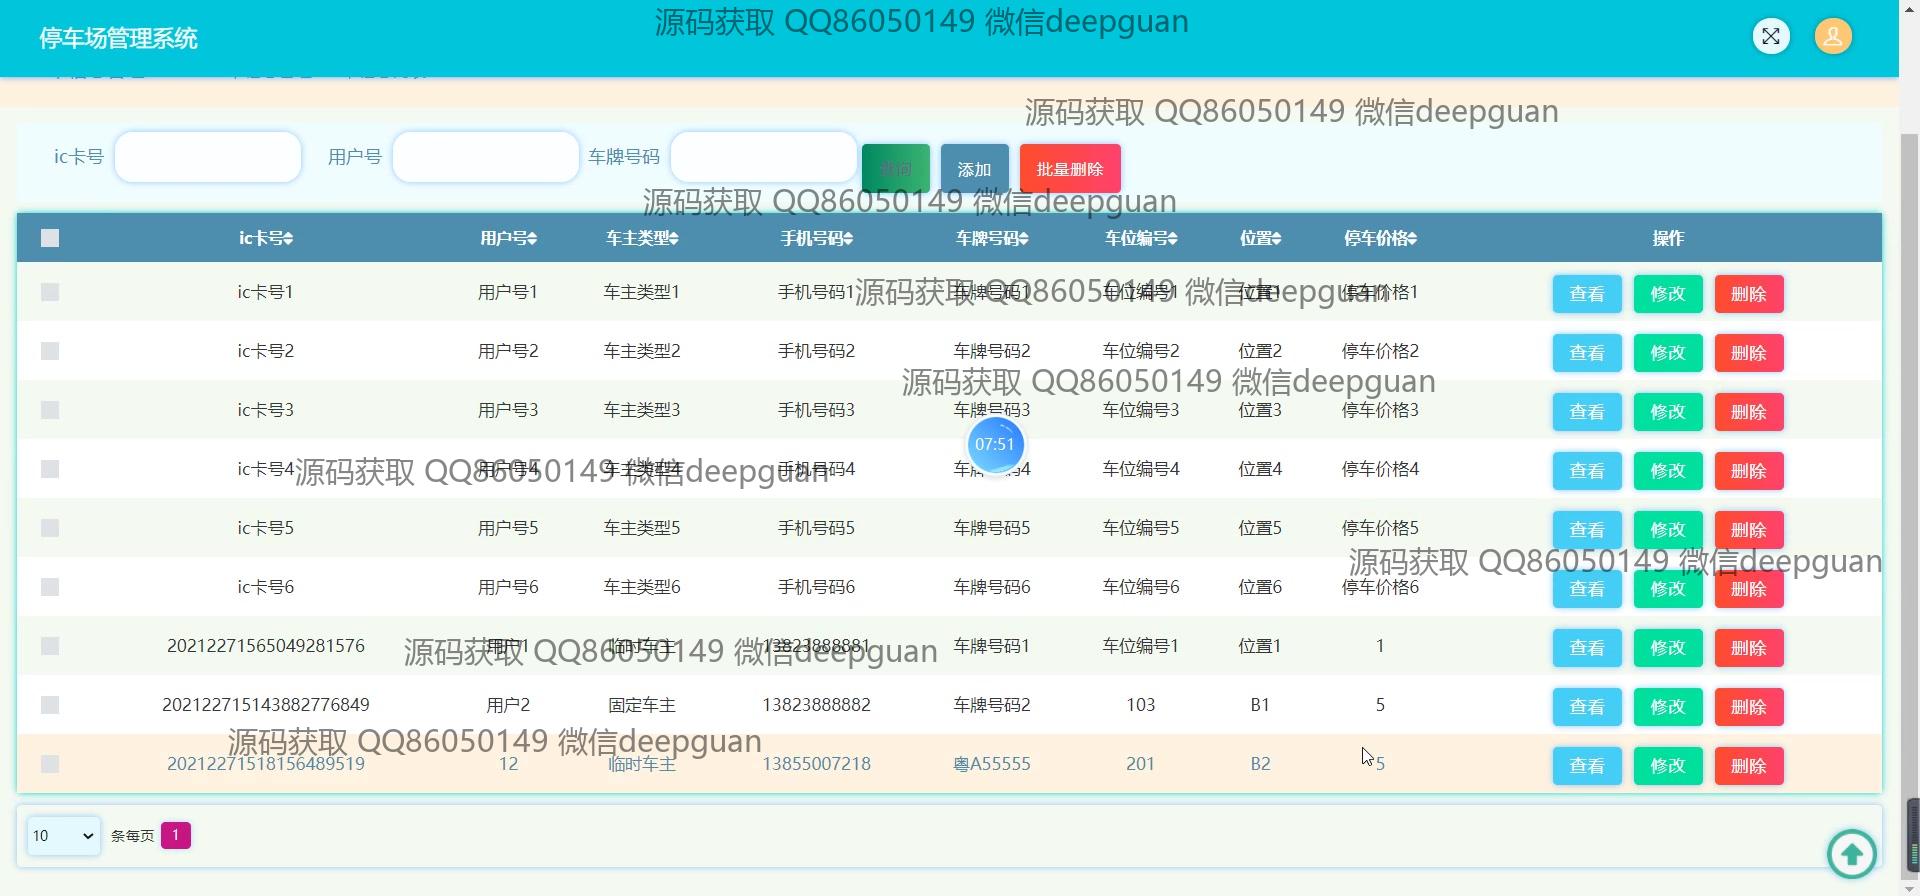 源码获取 QQ86050149 微信deepguan
停车场管理系统
源码获取 QQ86050149 微信deepguan
ic卡号 用户号 车牌号码 查询 添加 批量删除
源码获取 QQ86050149 微信deepguan
ic卡号 用户号 车主类型 手机号码 车牌号码 车位编号 位置 停车价格 操作
ic卡号1 用户号1 车主类型1 手机号码1 车牌号码1 车位编号1 位置1 停车价格1 查看 修改 删除
源码获取 QQ86050149 微信deepguan
ic卡号2 用户号2 车主类型2 手机号码2 车牌号码2 车位编号2 位置2 停车价格2 查看 修改 删除
源码获取 QQ86050149 微信deepguan
ic卡号3 用户号3 车主类型3 手机号码3 车牌号码3 车位编号3 位置3 停车价格3 查看 修改 删除
07:51
ic卡号4 用户号4 车主类型4 手机号码4 车牌号码4 车位编号4 位置4 停车价格4 查看 修改 删除
源码获取 QQ86050149 微信deepguan
ic卡号5 用户号5 车主类型5 手机号码5 车牌号码5 车位编号5 位置5 停车价格5 查看 修改 删除
源码获取 QQ86050149 微信deepguan
ic卡号6 用户号6 车主类型6 手机号码6 车牌号码6 车位编号6 位置6 停车价格6 查看 修改 删除
20212271565049281576 用户1 临时车主 13823888881 车牌号码1 车位编号1 位置1 1 查看 修改 删除
源码获取 QQ86050149 微信deepguan
202122715143882776849 用户2 固定车主 13823888882 车牌号码2 103 B1 5 查看 修改 删除
源码获取 QQ86050149 微信deepguan
20212271518156489519 12 临时车主 13855007218 粤A55555 201 B2 5 查看 修改 删除
10 条每页 1